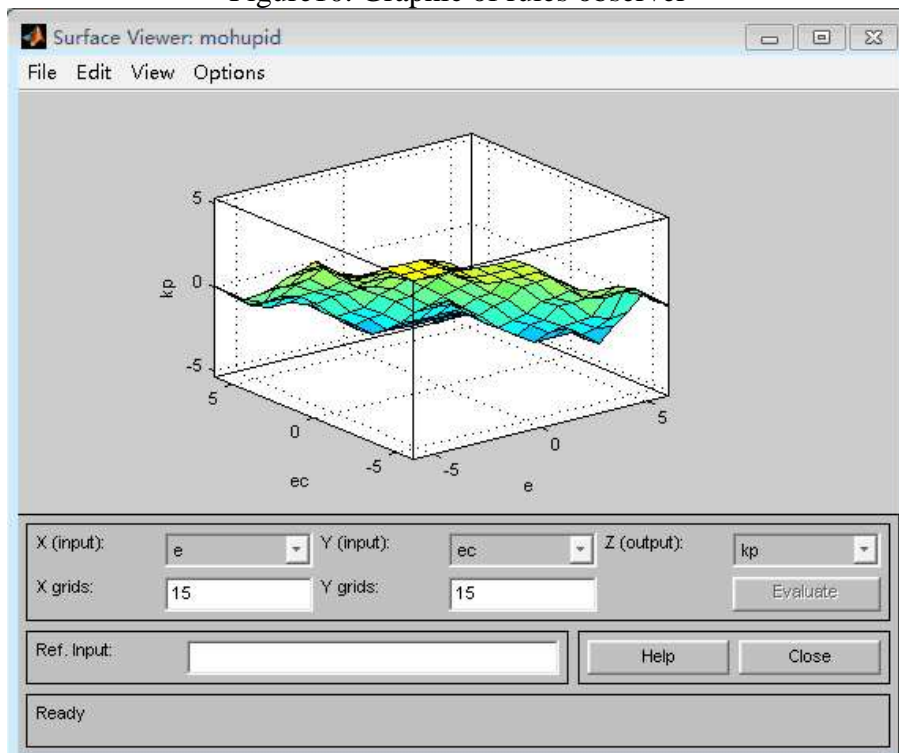 Figure10. Graphic of rules observer
Surface Viewer: mohupid
File Edit View Options
5
0
-5
kp
5
0
-5
ec
-5
0
5
e
X (input): e Y (input): ec Z (output): kp
X grids: 15 Y grids: 15 Evaluate
Ref. Input: Help Close
Ready